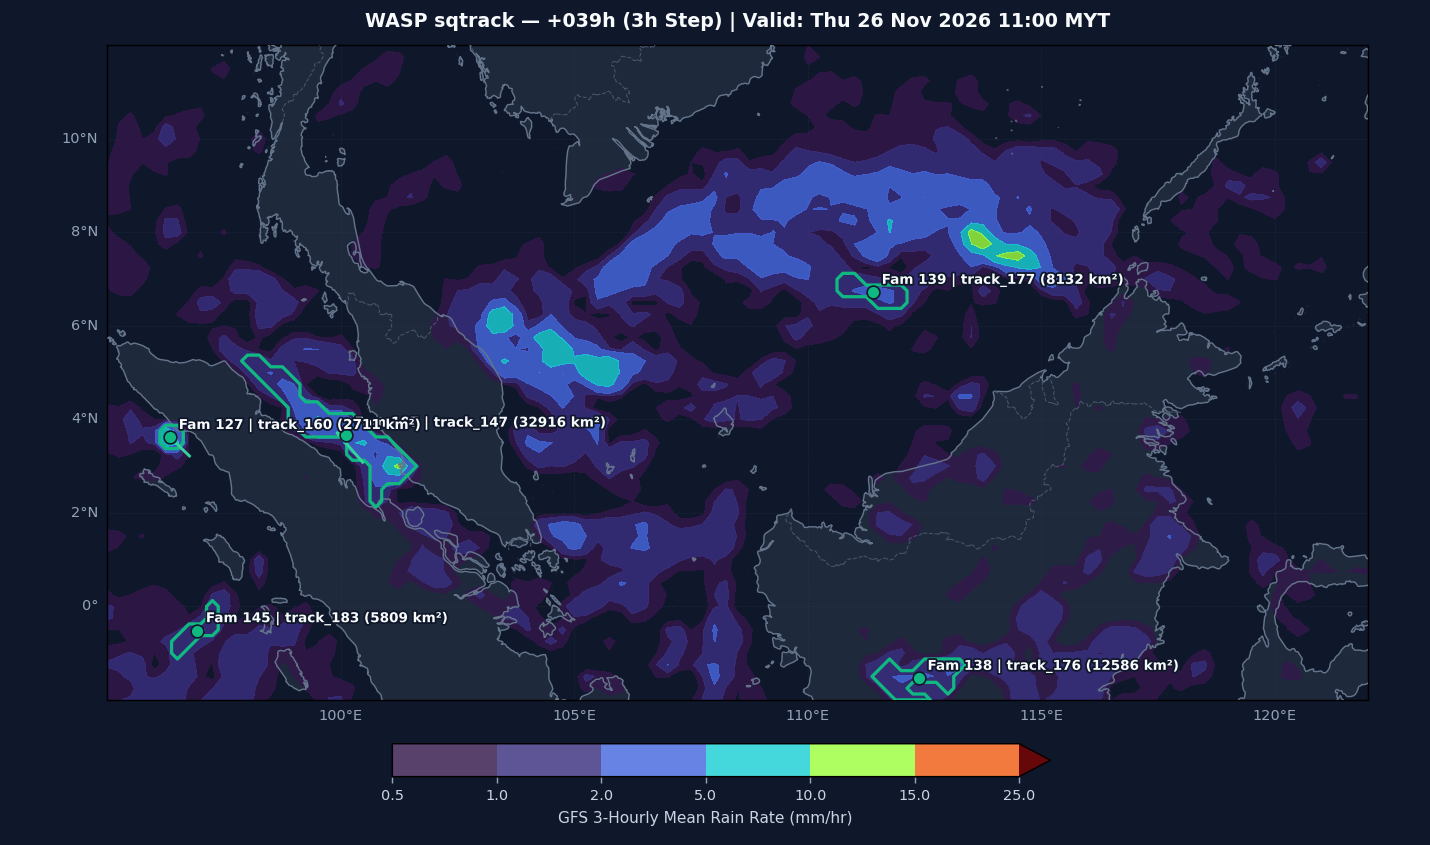 WASP sqtrack — +039h (3h Step) | Valid: Thu 26 Nov 2026 11:00 MYT
10°N
8°N
Fam 139 | track_177 (8132 km²)
6°N
4°N
Fam 127 | track_160 (2711 km²)
| track_147 (32916 km²)
2°N
0°
Fam 145 | track_183 (5809 km²)
Fam 138 | track_176 (12586 km²)
100°E 105°E 110°E 115°E 120°E
0.5 1.0 2.0 5.0 10.0 15.0 25.0
GFS 3-Hourly Mean Rain Rate (mm/hr)